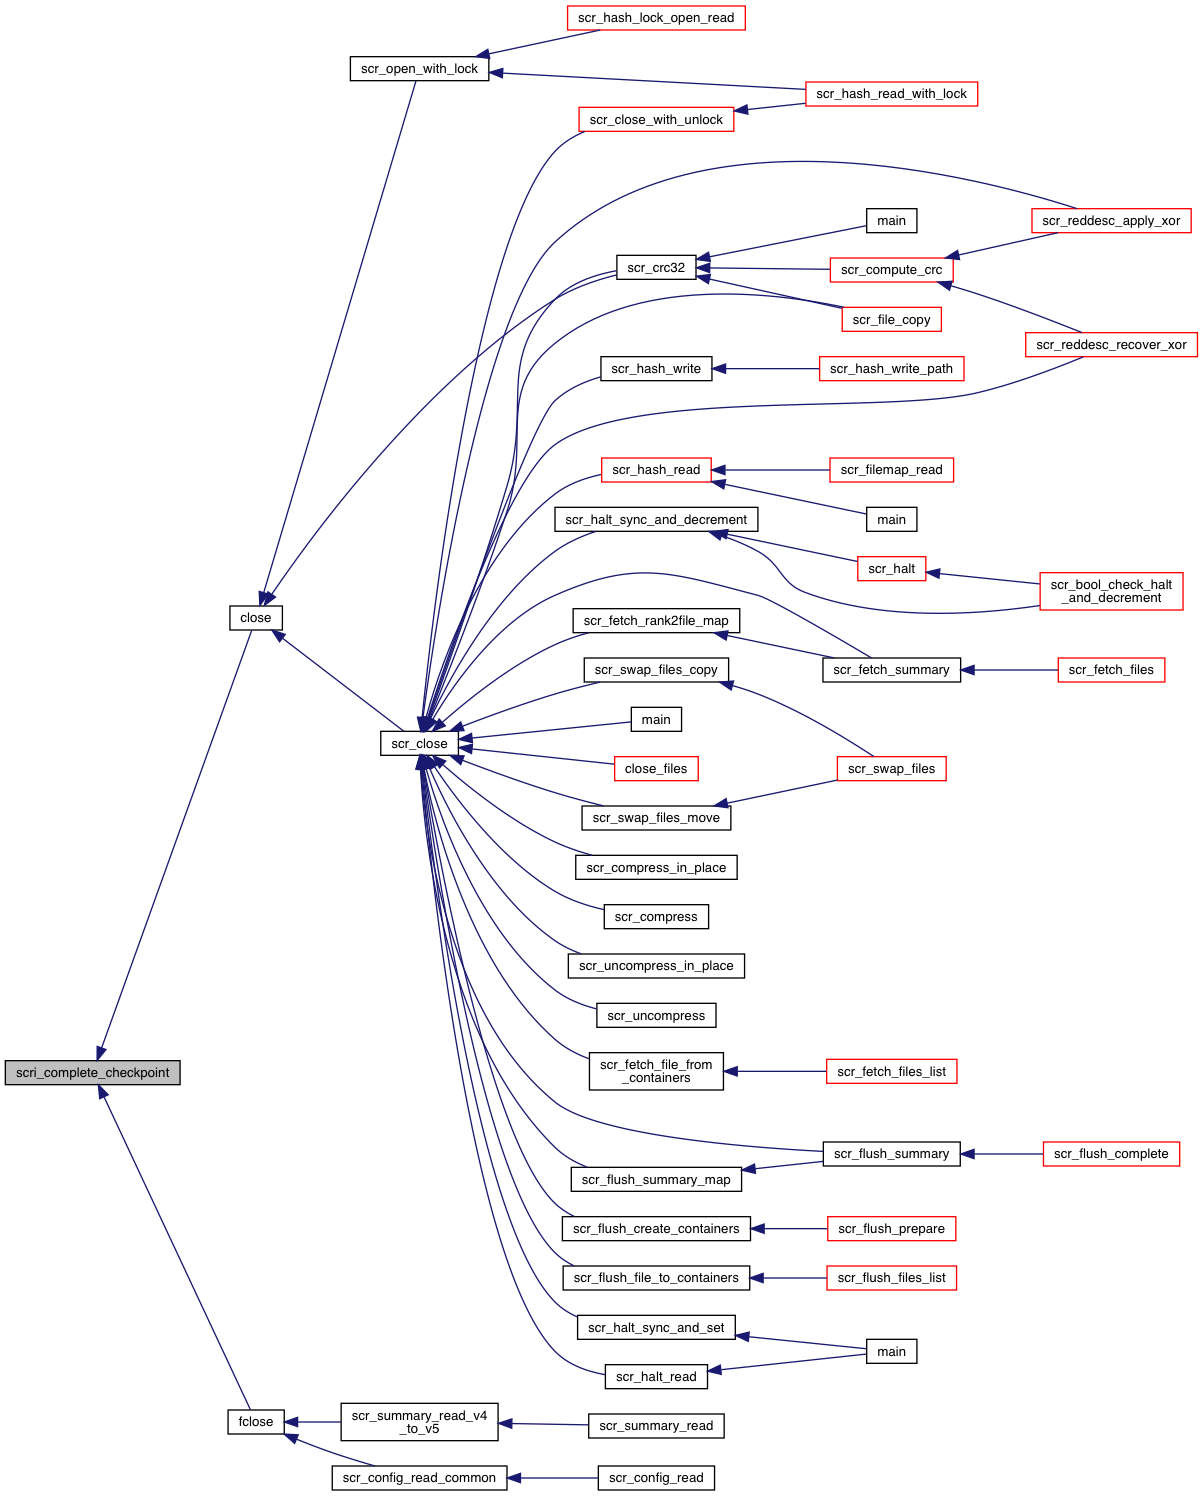 scr_hash_lock_open_read
scr_open_with_lock
scr_hash_read_with_lock
scr_close_with_unlock
main
scr_reddesc_apply_xor
scr_crc32
scr_compute_crc
scr_file_copy
scr_reddesc_recover_xor
scr_hash_write
scr_hash_write_path
scr_hash_read
scr_filemap_read
main
scr_halt_sync_and_decrement
scr_halt
scr_bool_check_halt
_and_decrement
close
scr_fetch_rank2file_map
scr_fetch_summary
scr_fetch_files
scr_swap_files_copy
main
scr_close
close_files
scr_swap_files
scr_swap_files_move
scr_compress_in_place
scr_compress
scr_uncompress_in_place
scr_uncompress
scri_complete_checkpoint
scr_fetch_file_from
_containers
scr_fetch_files_list
scr_flush_summary
scr_flush_complete
scr_flush_summary_map
scr_flush_create_containers
scr_flush_prepare
scr_flush_file_to_containers
scr_flush_files_list
scr_halt_sync_and_set
main
scr_halt_read
fclose
scr_summary_read_v4
_to_v5
scr_summary_read
scr_config_read_common
scr_config_read